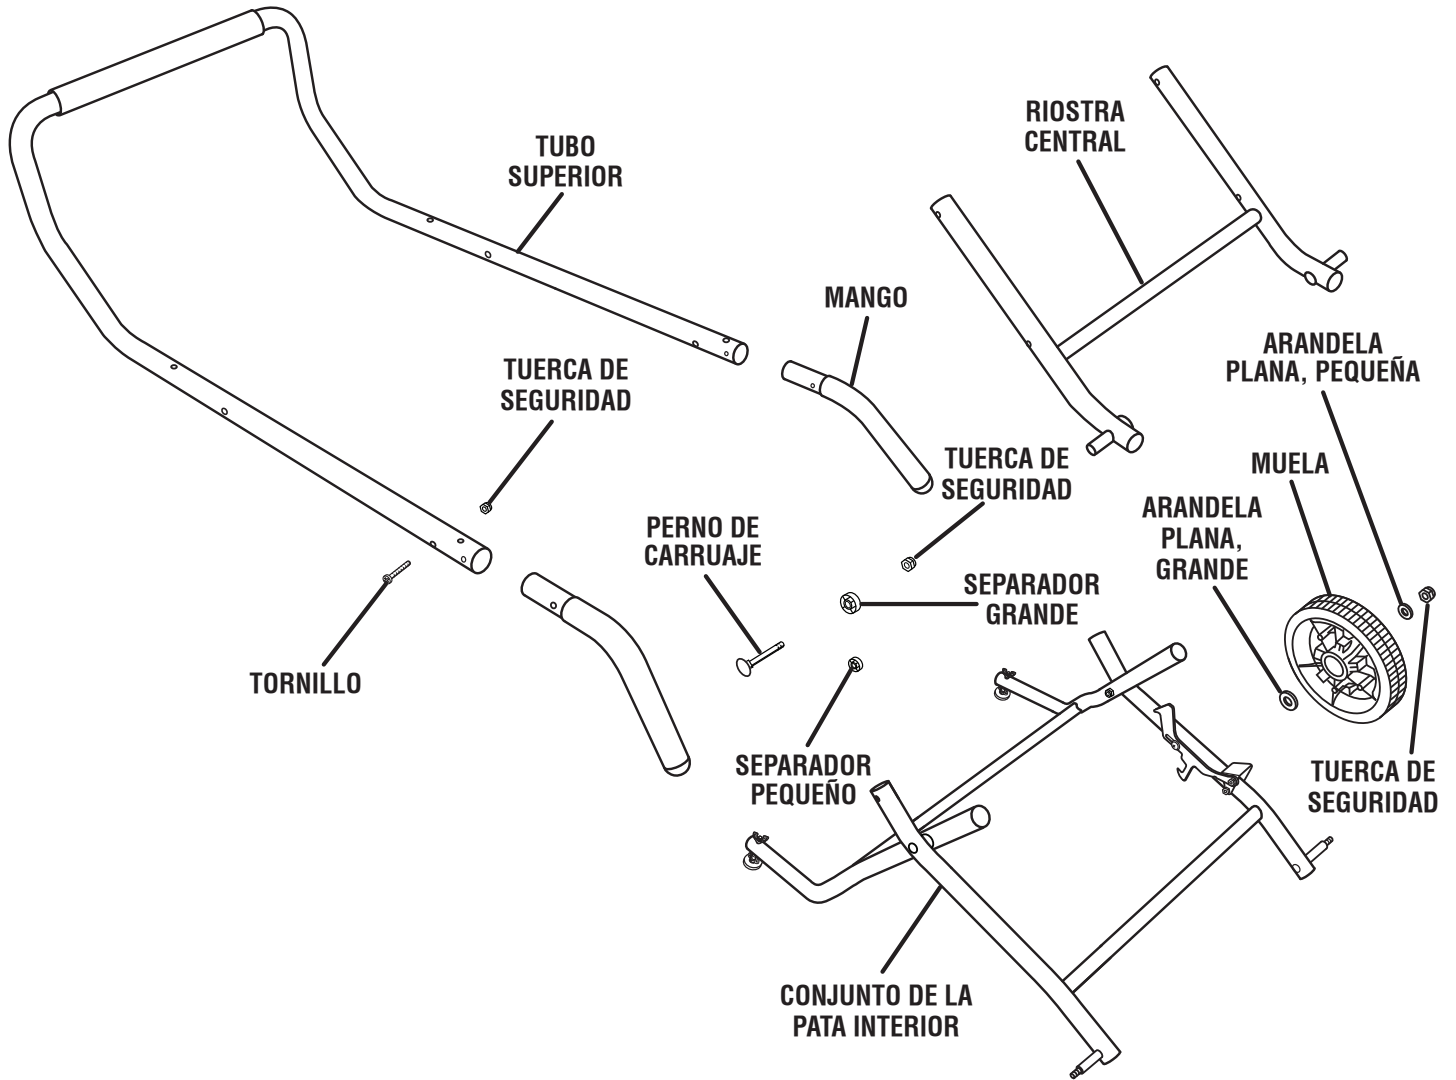 RIOSTRA
CENTRAL
TUBO
SUPERIOR
MANGO
ARANDELA
PLANA, PEQUEÑA
TUERCA DE
SEGURIDAD
TUERCA DE
SEGURIDAD
MUELA
ARANDELA
PLANA,
GRANDE
PERNO DE
CARRUAJE
SEPARADOR
GRANDE
TORNILLO
SEPARADOR
PEQUEÑO
TUERCA DE
SEGURIDAD
CONJUNTO DE LA
PATA INTERIOR